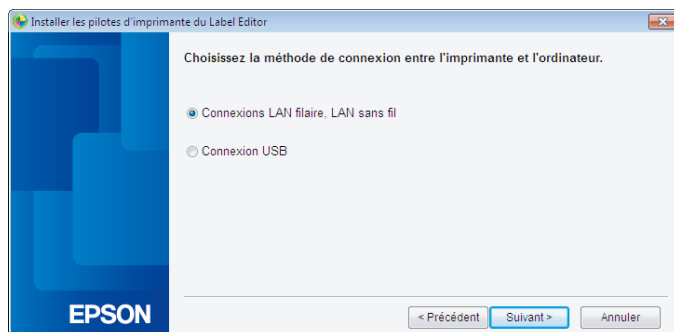 Installer les pilotes d'imprimante du Label Editor
Choisissez la méthode de connexion entre l'imprimante et l'ordinateur.
Connexions LAN filaire, LAN sans fil
Connexion USB
EPSON
< Précédent Suivant > Annuler